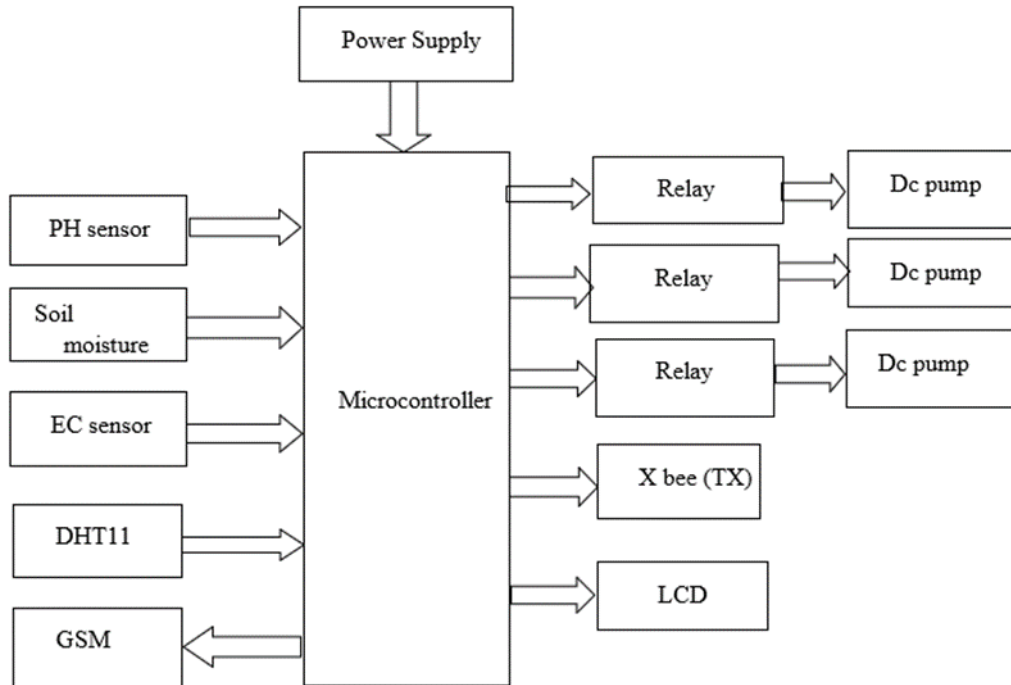 Power Supply
PH sensor
Soil
moisture
EC sensor
DHT11
GSM
Microcontroller
Relay
Dc pump
Relay
Dc pump
Relay
Dc pump
X bee (TX)
LCD